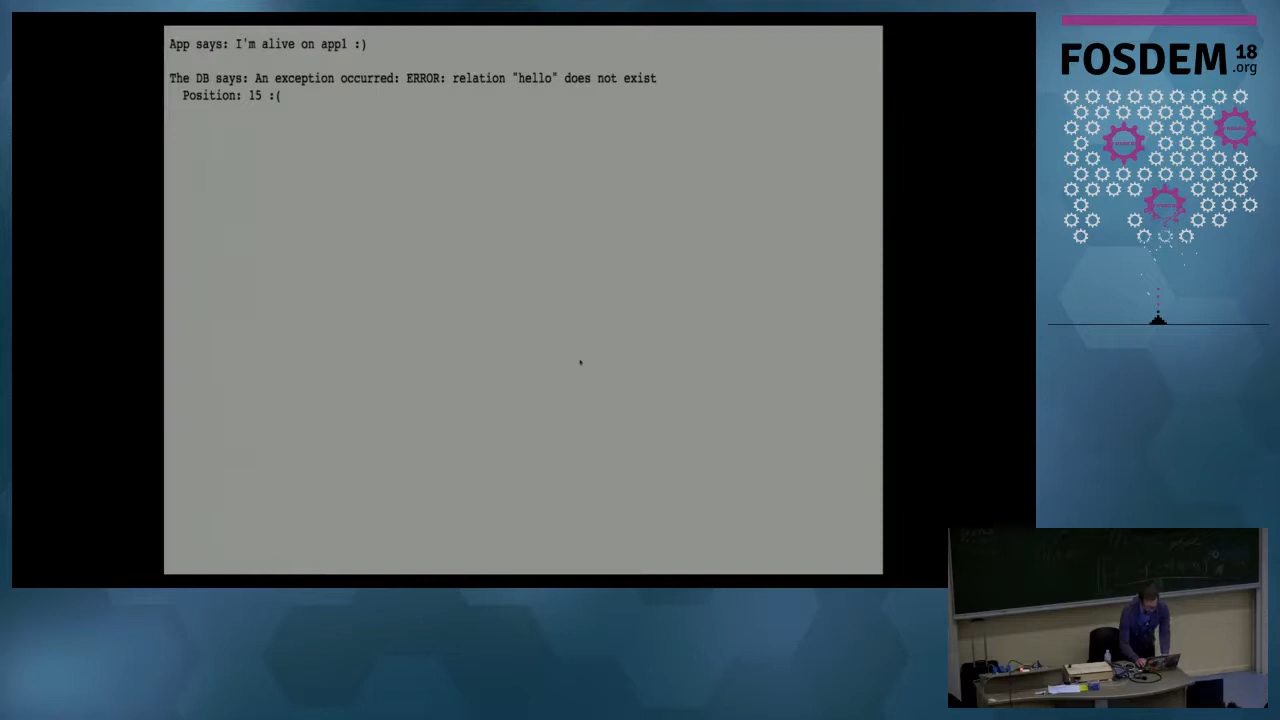 App says: I'm alive on app1 :)
The DB says: An exception occurred: ERROR: relation "hello" does not exist
Position: 15 :(
FOSDEM 18
.org